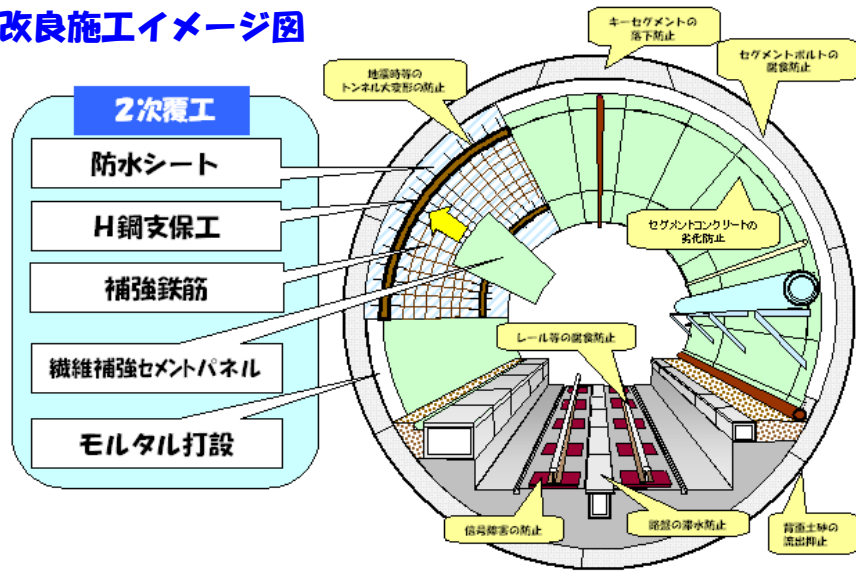 改良施工イメージ図
キーセグメントの
落下防止
セグメントボルトの
腐食防止
地震時等の
トンネル大変形の防止
2次覆工
防水シート
H鋼支保工
補強鉄筋
繊維補強セメントパネル
モルタル打設
セグメントコンクリートの
劣化防止
レール等の腐食防止
信号障害の防止
路盤の滞水防止
背面土砂の
流出抑止